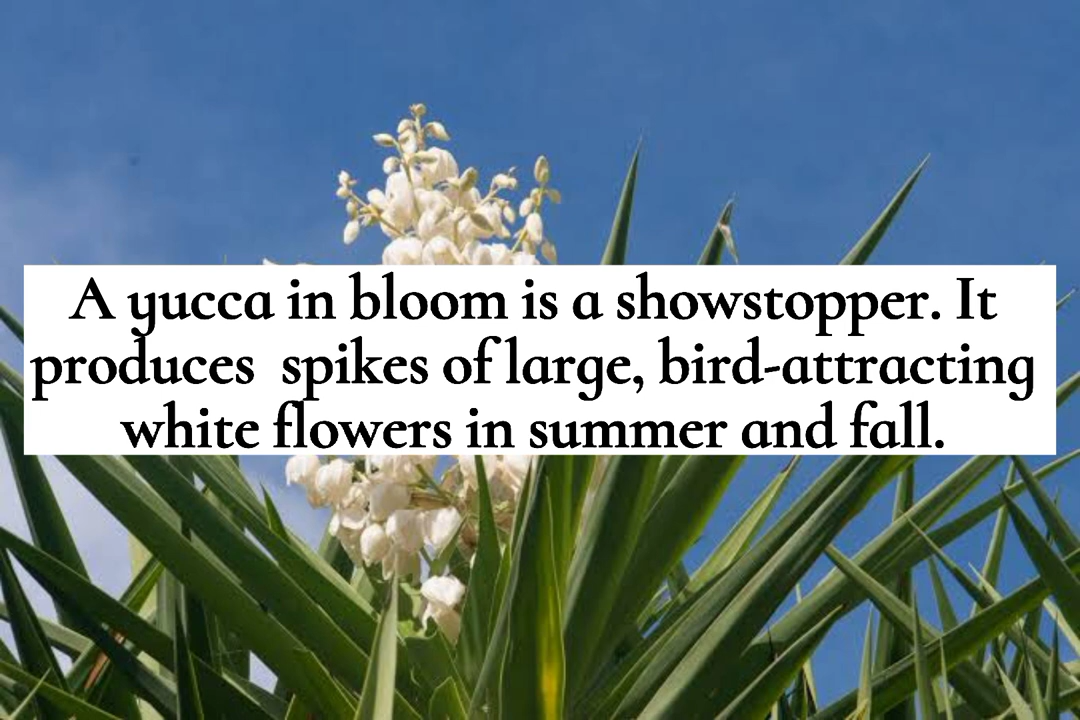 A yucca in bloom is a showstopper. It
produces  spikes of large, bird-attracting
white flowers in summer and fall.